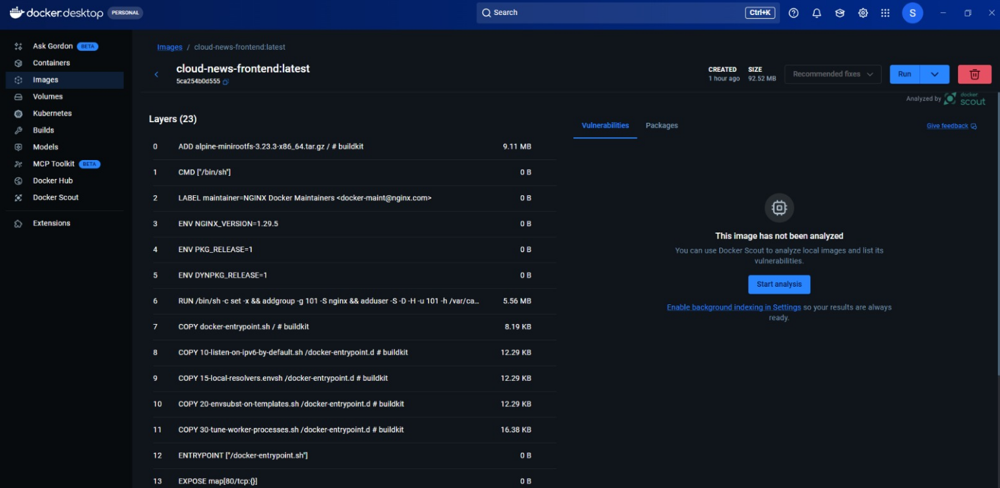 docker.desktop PERSONAL
Search Ctrl+K
S
Ask Gordon BETA
Containers
Images
Volumes
Kubernetes
Builds
Models
MCP Toolkit BETA
Docker Hub
Docker Scout
Extensions
Images / cloud-news-frontend:latest
cloud-news-frontend:latest
5ca254b0d555
CREATED SIZE
1 hour ago 92.52 MB
Recommended fixes
Run
Analyzed by docker scout
Layers (23)
0 ADD alpine-minirootfs-3.23.3-x86_64.tar.gz / # buildkit 9.11 MB
1 CMD ["/bin/sh"] 0 B
2 LABEL maintainer=NGINX Docker Maintainers <docker-maint@nginx.com> 0 B
3 ENV NGINX_VERSION=1.29.5 0 B
4 ENV PKG_RELEASE=1 0 B
5 ENV DYNPKG_RELEASE=1 0 B
6 RUN /bin/sh -c set -x && addgroup -g 101 -S nginx && adduser -S -D -H -u 101 -h /var/ca... 5.56 MB
7 COPY docker-entrypoint.sh / # buildkit 8.19 KB
8 COPY 10-listen-on-ipv6-by-default.sh /docker-entrypoint.d # buildkit 12.29 KB
9 COPY 15-local-resolvers.envsh /docker-entrypoint.d # buildkit 12.29 KB
10 COPY 20-envsubst-on-templates.sh /docker-entrypoint.d # buildkit 12.29 KB
11 COPY 30-tune-worker-processes.sh /docker-entrypoint.d # buildkit 16.38 KB
12 ENTRYPOINT ["/docker-entrypoint.sh"] 0 B
13 EXPOSE map[80/tcp:{}] 0 B
Vulnerabilities Packages
Give feedback
This image has not been analyzed
You can use Docker Scout to analyze local images and list its
vulnerabilities.
Start analysis
Enable background indexing in Settings so your results are always
ready.